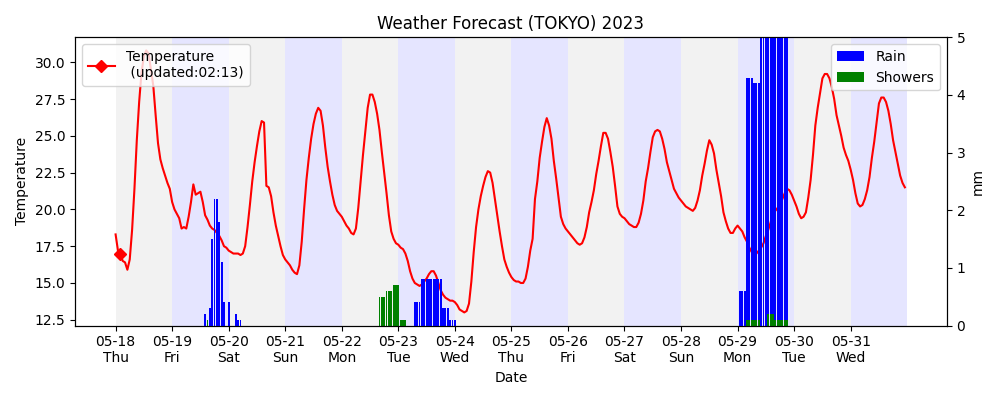 Weather Forecast (TOKYO) 2023
Temperature
(updated:02:13)
Rain
Showers
30.0
27.5
25.0
22.5
20.0
17.5
15.0
12.5
Temperature
5
4
3
2
1
0
mm
05-18 05-19 05-20 05-21 05-22 05-23 05-24 05-25 05-26 05-27 05-28 05-29 05-30 05-31
Thu Fri Sat Sun Mon Tue Wed Thu Fri Sat Sun Mon Tue Wed
Date